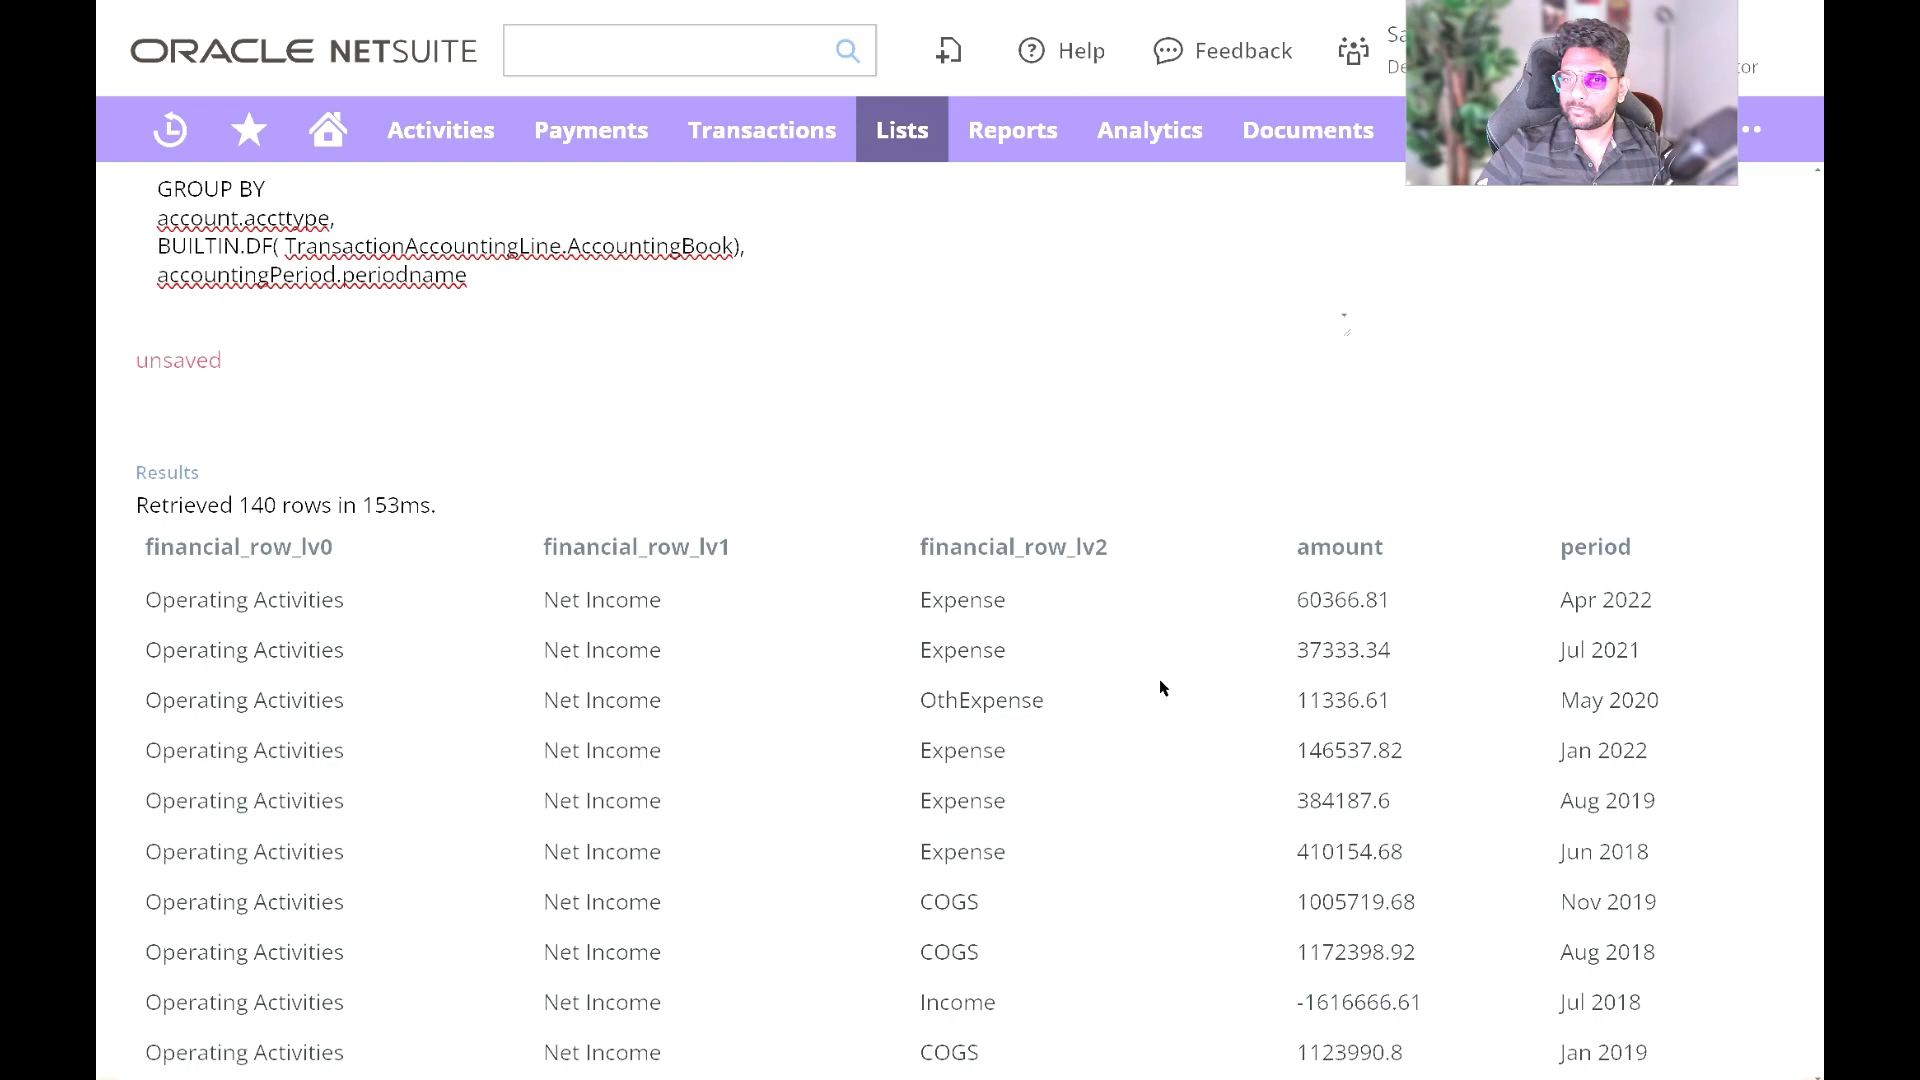 ORACLE NETSUITE
Help
Feedback
Sa
De
tor
Activities
Payments
Transactions
Lists
Reports
Analytics
Documents
GROUP BY
account.accttype,
BUILTIN.DF( TransactionAccountingLine.AccountingBook),
accountingPeriod.periodname
unsaved
Results
Retrieved 140 rows in 153ms.
financial_row_lv0 financial_row_lv1 financial_row_lv2 amount period
Operating Activities Net Income Expense 60366.81 Apr 2022
Operating Activities Net Income Expense 37333.34 Jul 2021
Operating Activities Net Income OthExpense 11336.61 May 2020
Operating Activities Net Income Expense 146537.82 Jan 2022
Operating Activities Net Income Expense 384187.6 Aug 2019
Operating Activities Net Income Expense 410154.68 Jun 2018
Operating Activities Net Income COGS 1005719.68 Nov 2019
Operating Activities Net Income COGS 1172398.92 Aug 2018
Operating Activities Net Income Income -1616666.61 Jul 2018
Operating Activities Net Income COGS 1123990.8 Jan 2019